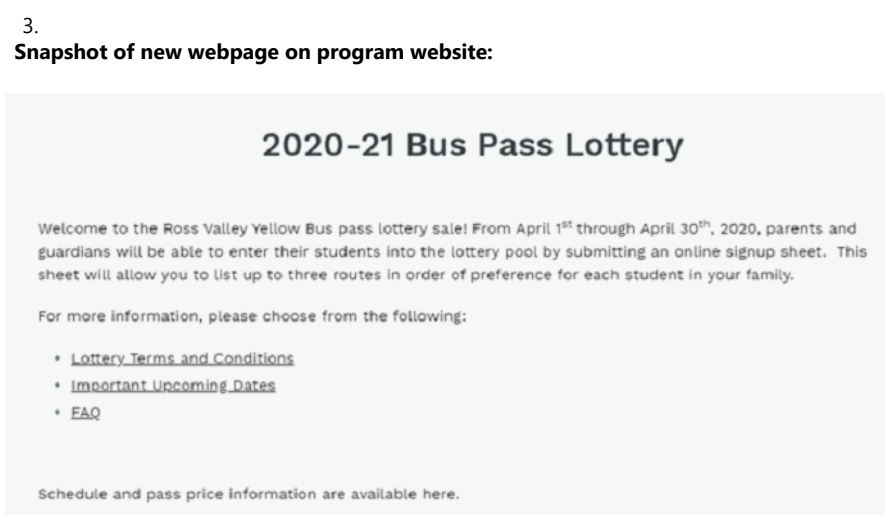 3.
Snapshot of new webpage on program website:
2020-21 Bus Pass Lottery
Welcome to the Ross Valley Yellow Bus pass lottery sale! From April 1st through April 30th, 2020, parents and
guardians will be able to enter their students into the lottery pool by submitting an online signup sheet. This
sheet will allow you to list up to three routes in order of preference for each student in your family.
For more information, please choose from the following:
• Lottery Terms and Conditions
• Important Upcoming Dates
• FAQ
Schedule and pass price information are available here.